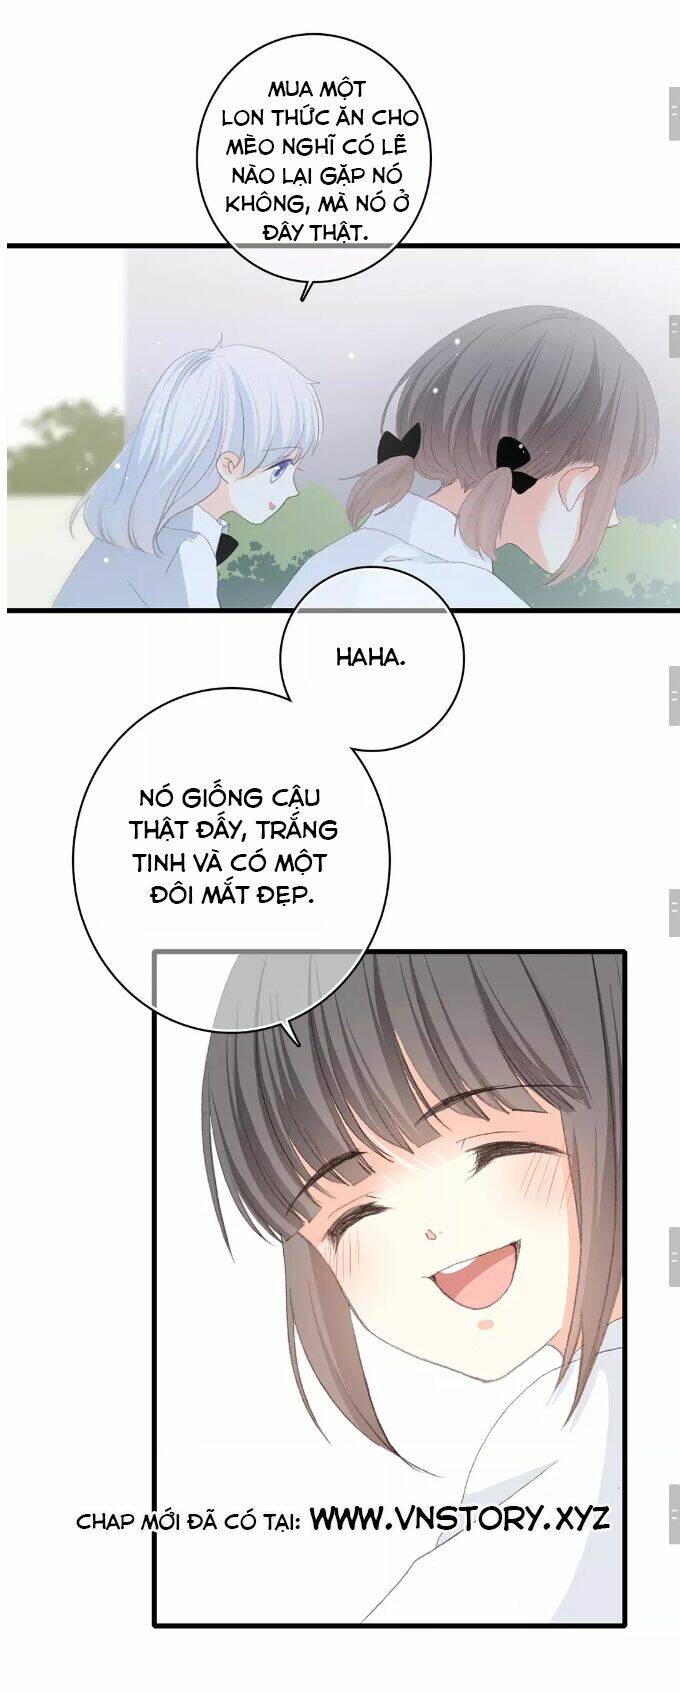 MUA MỘT
LON THỨC ĂN CHO
MÈO NGHĨ CÓ LẼ
NÀO LẠI GẶP NÓ
KHÔNG, MÀ NÓ Ở
ĐÂY THẬT.
HAHA.
NÓ GIỐNG CẬU
THẬT ĐẤY, TRẮNG
TINH VÀ CÓ MỘT
ĐÔI MẮT ĐẸP.
CHAP MỚI ĐÃ CÓ TẠI: WWW.VNSTORY.XYZ